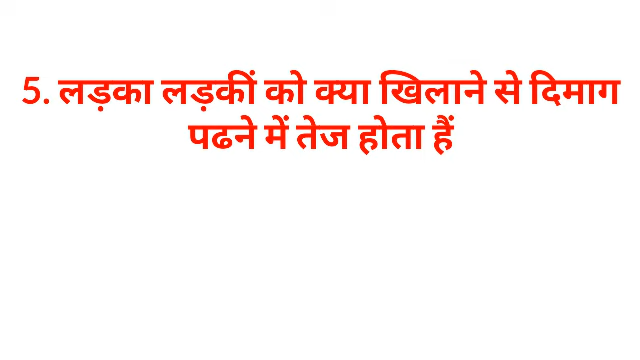 5. लड़का लड़कीं को क्या खिलाने से दिमाग
पढने में तेज होता हैं